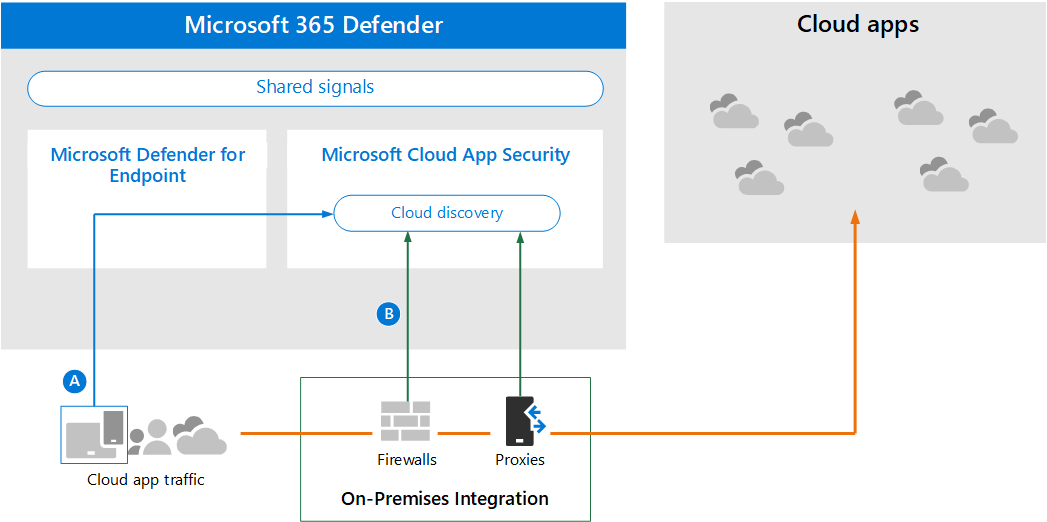 Microsoft 365 Defender
Cloud apps
Shared signals
Microsoft Defender for
Endpoint
Microsoft Cloud App Security
Cloud discovery
B
A
Firewalls
Proxies
Cloud app traffic
On-Premises Integration